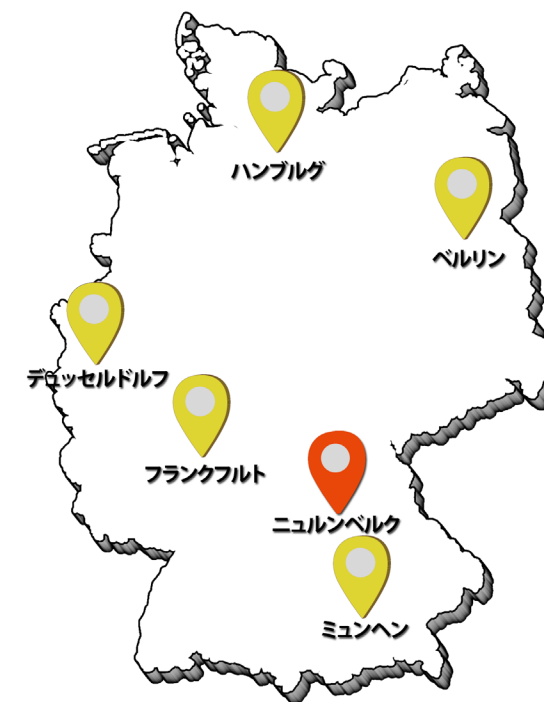 ハンブルグ
ベルリン
デュッセルドルフ
フランクフルト
ニュルンベルク
ミュンヘン